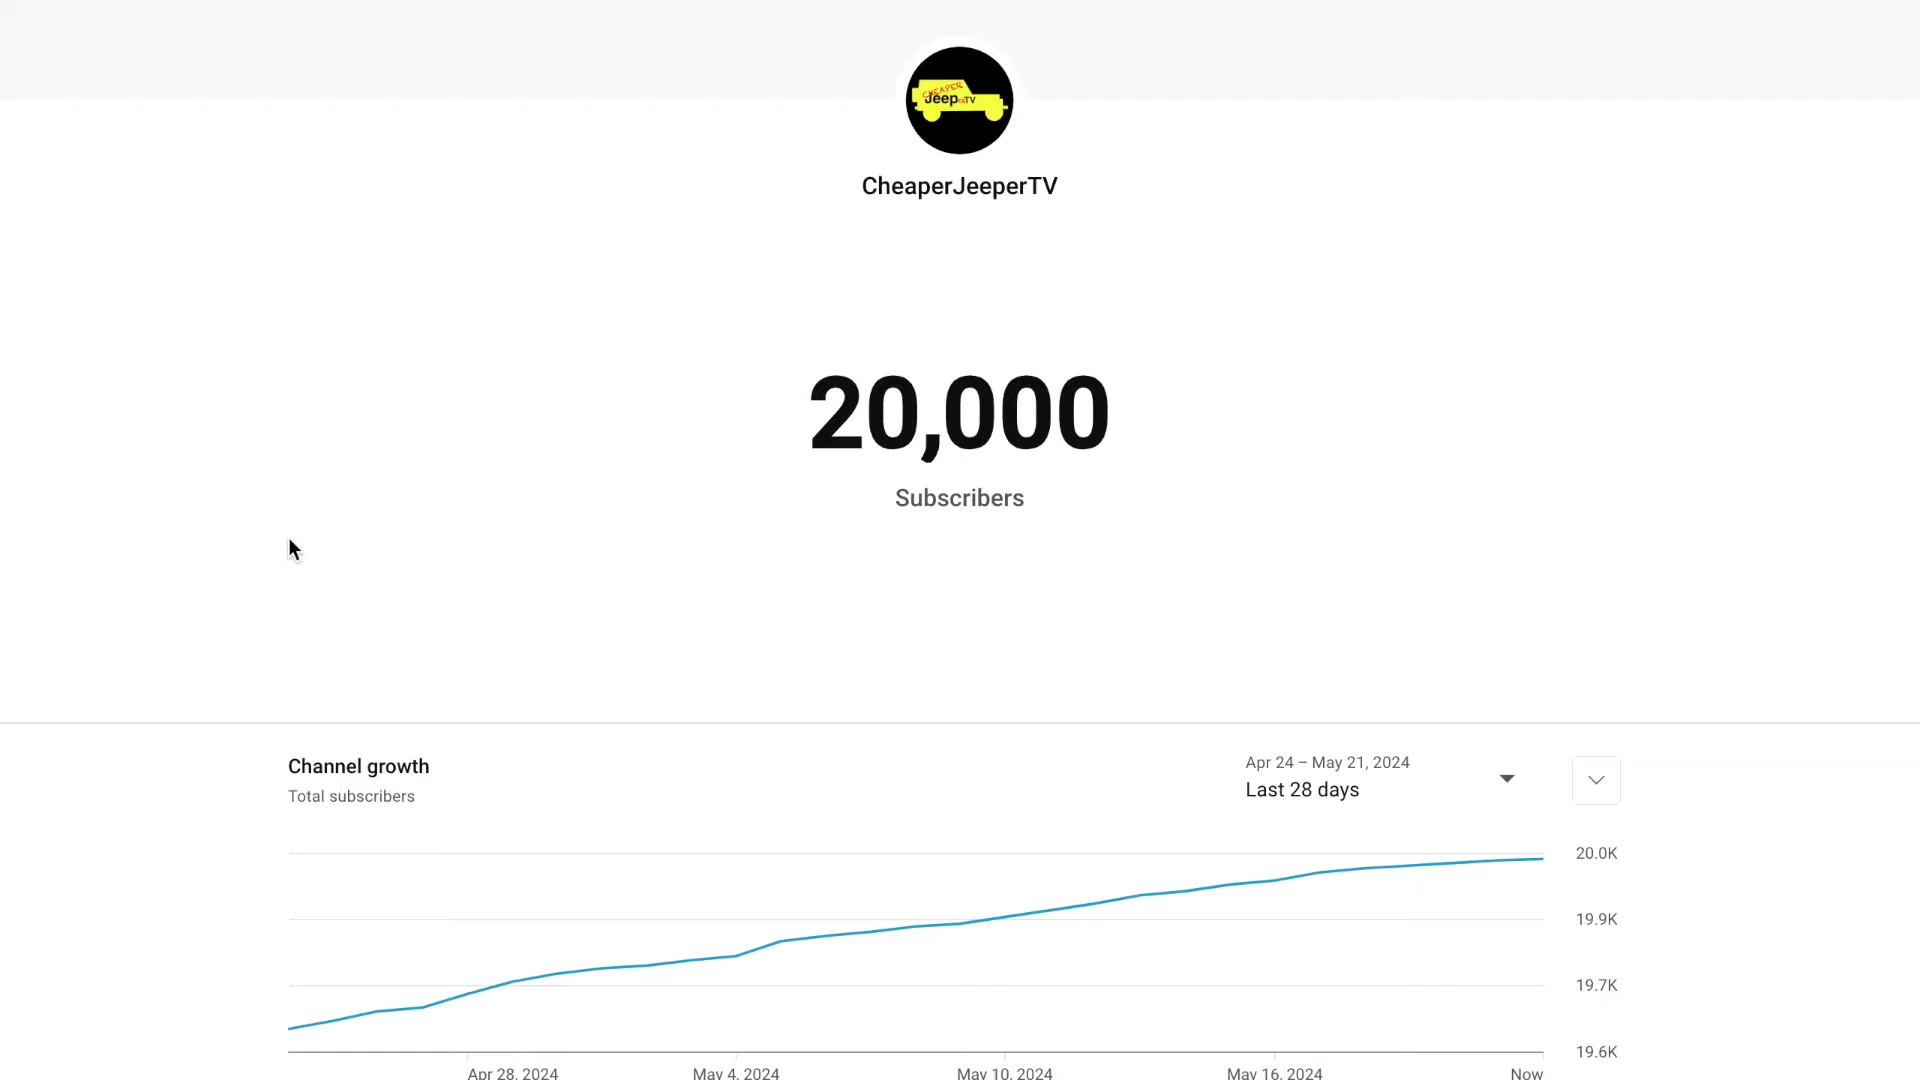 CHEAPER
Jeep TV
CheaperJeeperTV
20,000
Subscribers
Channel growth
Total subscribers
Apr 24 – May 21, 2024
Last 28 days
20.0K
19.9K
19.7K
19.6K
Apr 28, 2024
May 4, 2024
May 10, 2024
May 16, 2024
Now